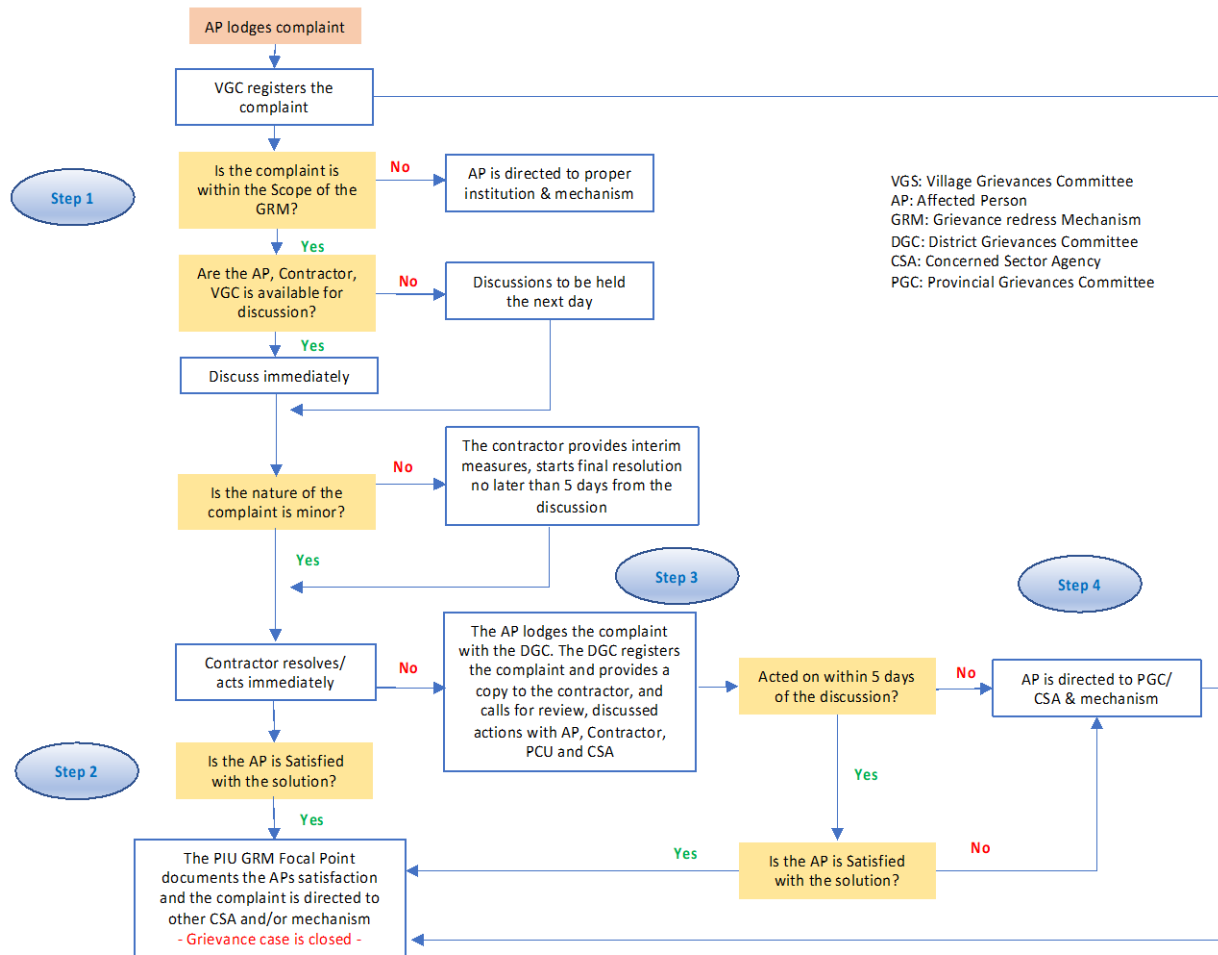 AP lodges complaint
VGC registers the
complaint
Step 1
Is the complaint is
within the Scope of the
GRM?
No
AP is directed to proper
institution & mechanism
VGS: Village Grievances Committee
AP: Affected Person
GRM: Grievance redress Mechanism
DGC: District Grievances Committee
CSA: Concerned Sector Agency
PGC: Provincial Grievances Committee
Yes
Are the AP, Contractor,
VGC is available for
discussion?
No
Discussions to be held
the next day
Yes
Discuss immediately
Is the nature of the
complaint is minor?
No
The contractor provides interim
measures, starts final resolution
no later than 5 days from the
discussion
Yes
Step 3
Step 4
Contractor resolves/
acts immediately
No
The AP lodges the complaint
with the DGC. The DGC registers
the complaint and provides a
copy to the contractor, and
calls for review, discussed
actions with AP, Contractor,
PCU and CSA
Acted on within 5 days
of the discussion?
No
AP is directed to PGC/
CSA & mechanism
Step 2
Is the AP is Satisfied
with the solution?
Yes
Yes
The PIU GRM Focal Point
documents the APs satisfaction
and the complaint is directed to
other CSA and/or mechanism
- Grievance case is closed -
Yes
Is the AP is Satisfied
with the solution?
No